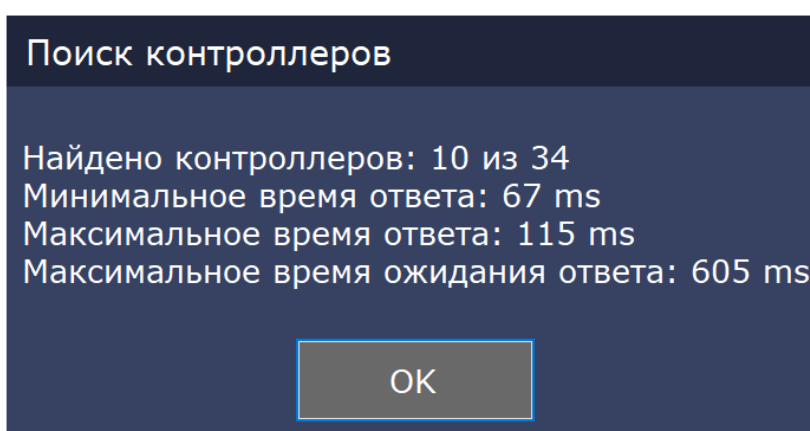 Поиск контроллеров
Найдено контроллеров: 10 из 34
Минимальное время ответа: 67 ms
Максимальное время ответа: 115 ms
Максимальное время ожидания ответа: 605 ms
OK